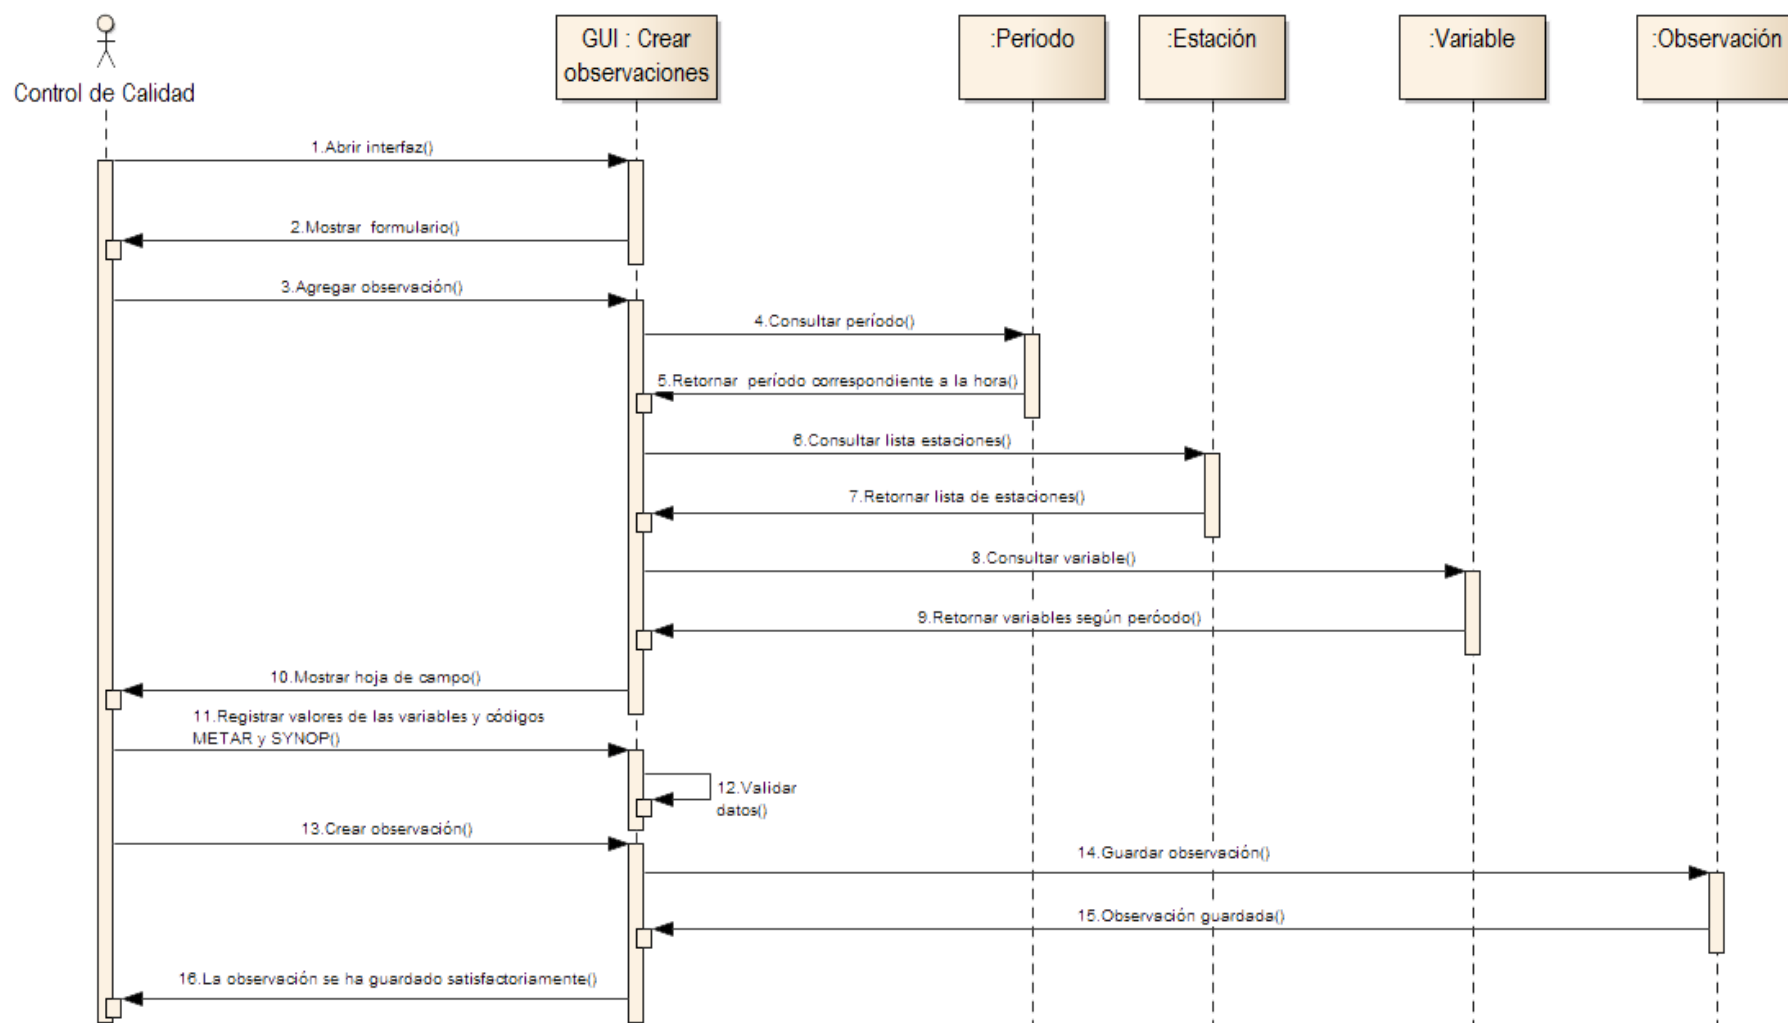 Control de Calidad
GUI : Crear
observaciones
:Período
:Estación
:Variable
:Observación
1.Abrir interfaz()
2.Mostrar formulario()
3.Agregar observación()
4.Consultar período()
5.Retornar período correspondiente a la hora()
6.Consultar lista estaciones()
7.Retornar lista de estaciones()
8.Consultar variable()
9.Retornar variables según peróodo()
10.Mostrar hoja de campo()
11.Registrar valores de las variables y códigos
METAR y SYNOP()
12.Validar
datos()
13.Crear observación()
14.Guardar observación()
15.Observación guardada()
16.La observación se ha guardado satisfactoriamente()